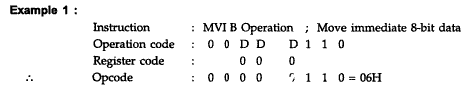 Example 1 :
Instruction : MVI B Operation ; Move immediate 8-bit data
Operation code : 0 0 D D D 1 1 0
Register code : 0 0 0
∴ Opcode : 0 0 0 0 1 1 0 = 06H